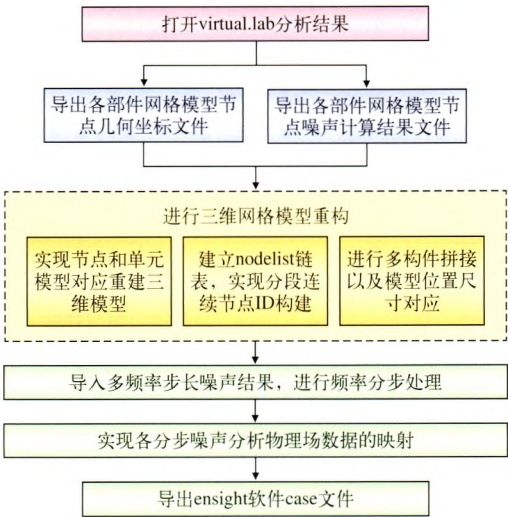 打开virtual.lab分析结果
导出各部件网格模型节
点几何坐标文件
导出各部件网格模型节
点噪声计算结果文件
进行三维网格模型重构
实现节点和单元
模型对应重建三
维模型
建立nodelist链
表，实现分段连
续节点ID构建
进行多构件拼接
以及模型位置尺
寸对应
导入多频率步长噪声结果，进行频率分步处理
实现各分步噪声分析物理场数据的映射
导出ensight软件case文件